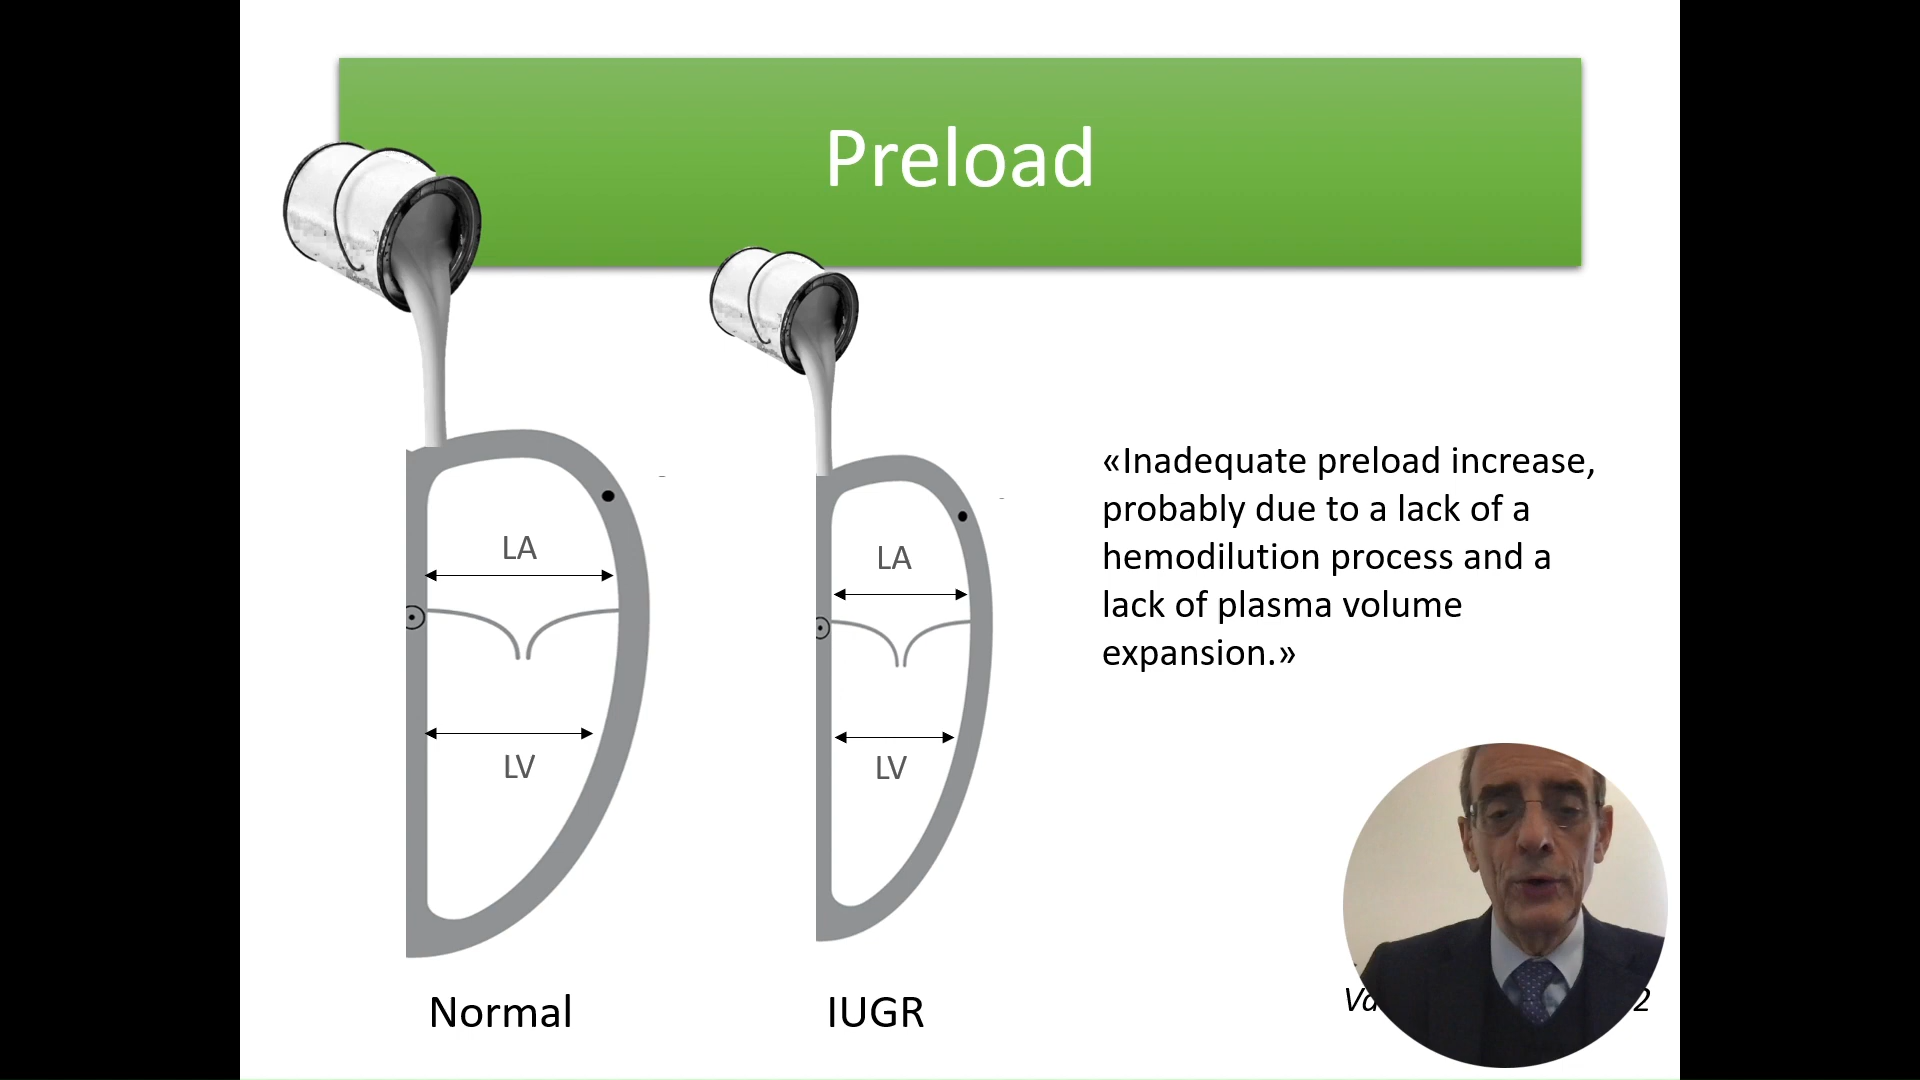 Preload
LA
LV
LA
LV
«Inadequate preload increase,
probably due to a lack of a
hemodilution process and a
lack of plasma volume
expansion.»
Normal
IUGR